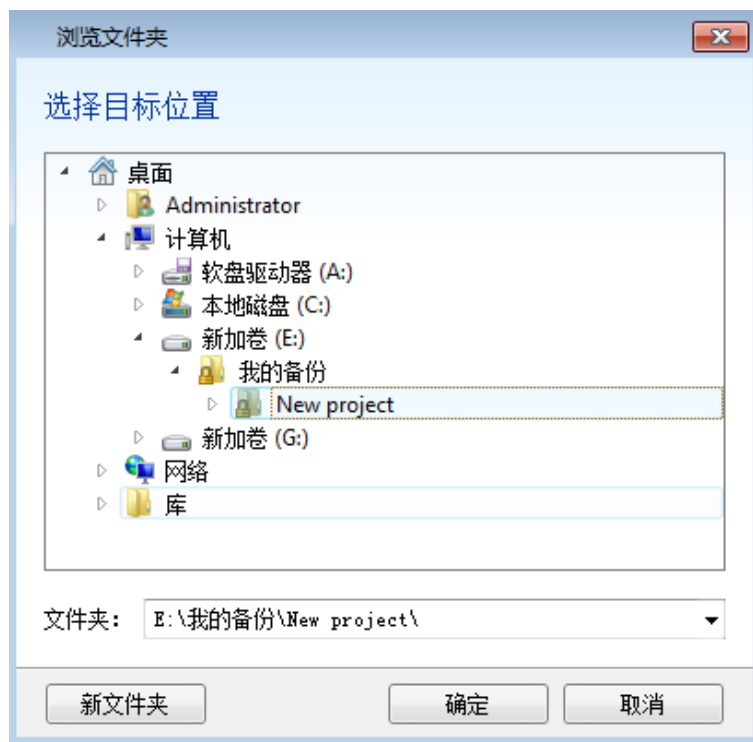 浏览文件夹
选择目标位置
桌面
Administrator
计算机
软盘驱动器 (A:)
本地磁盘 (C:)
新加卷 (E:)
我的备份
New project
新加卷 (G:)
网络
库
文件夹: E:\我的备份\New project\
新文件夹 确定 取消